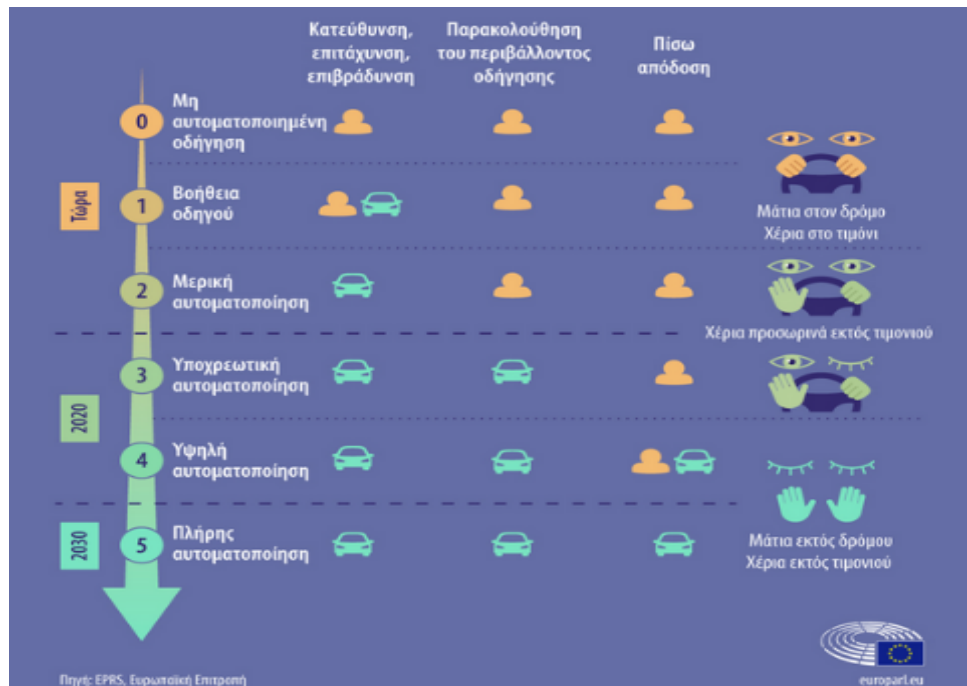 Κατεύθυνση,
επιτάχυνση,
επιβράδυνση
Παρακολούθηση
του περιβάλλοντος
οδήγησης
Πίσω
απόδοση
0
Μη
αυτοματοποιημένη
οδήγηση
Τώρα
1
Βοήθεια
οδηγού
Μάτια στον δρόμο
Χέρια στο τιμόνι
2
Μερική
αυτοματοποίηση
Χέρια προσωρινά εκτός τιμονιού
3
Υποχρεωτική
αυτοματοποίηση
2020
4
Υψηλή
αυτοματοποίηση
2030
5
Πλήρης
αυτοματοποίηση
Μάτια εκτός δρόμου
Χέρια εκτός τιμονιού
Πηγή: EPRS, Ευρωπαϊκή Επιτροπή
europarl.eu